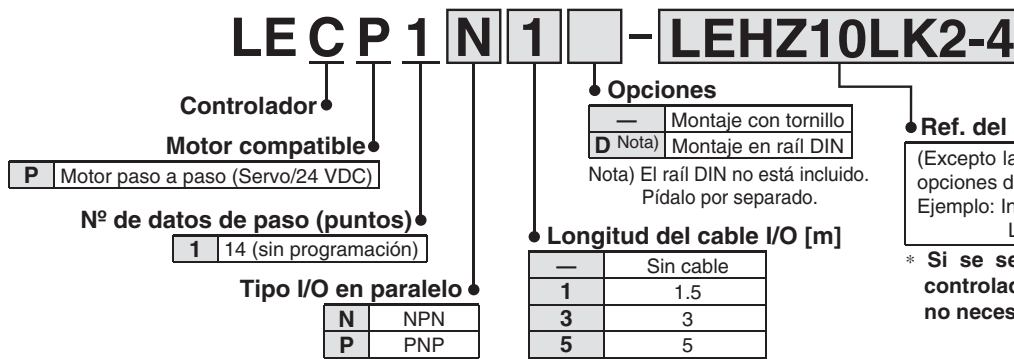 LE C P 1 N 1 – LEHZ10LK2-4
Controlador
Motor compatible
P Motor paso a paso (Servo/24 VDC)
Nº de datos de paso (puntos)
1 14 (sin programación)
Tipo I/O en paralelo
N NPN
P PNP
Opciones
— Montaje con tornillo
D Nota) Montaje en raíl DIN
Nota) El raíl DIN no está incluido.
Pídalo por separado.
Longitud del cable I/O [m]
— Sin cable
1 1.5
3 3
5 5
Ref. del
(Excepto la
opciones d
Ejemplo: In
L
* Si se se
controlad
no neces